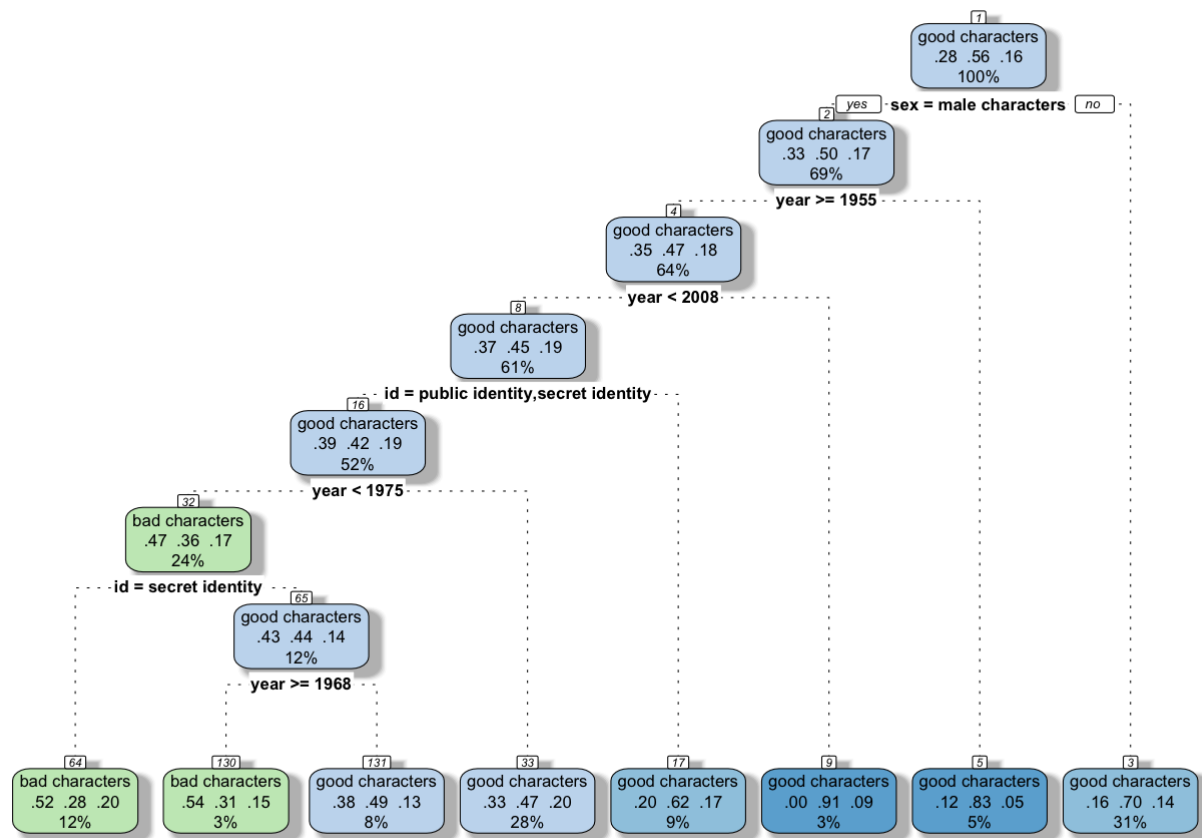 1
good characters
.28 .56 .16
100%
yes sex = male characters no
2
good characters
.33 .50 .17
69%
year >= 1955
4
good characters
.35 .47 .18
64%
year < 2008
8
good characters
.37 .45 .19
61%
id = public identity,secret identity
16
good characters
.39 .42 .19
52%
year < 1975
32
bad characters
.47 .36 .17
24%
id = secret identity
65
good characters
.43 .44 .14
12%
year >= 1968
64
bad characters
.52 .28 .20
12%
130
bad characters
.54 .31 .15
3%
131
good characters
.38 .49 .13
8%
33
good characters
.33 .47 .20
28%
17
good characters
.20 .62 .17
9%
9
good characters
.00 .91 .09
3%
5
good characters
.12 .83 .05
5%
3
good characters
.16 .70 .14
31%